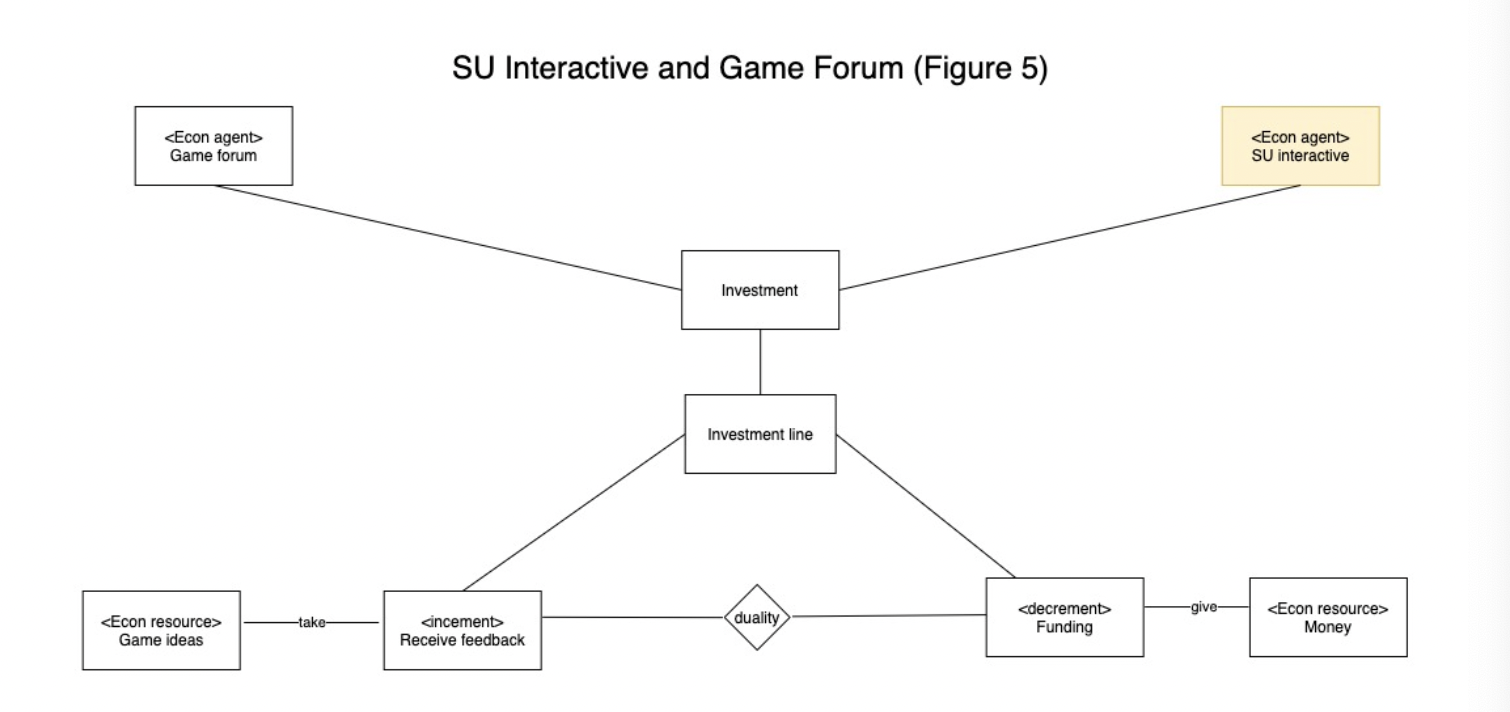 SU Interactive and Game Forum (Figure 5)
<Econ agent>
Game forum
<Econ agent>
SU interactive
Investment
Investment line
<Econ resource>
Game ideas
take
<incement>
Receive feedback
duality
<decrement>
Funding
give
<Econ resource>
Money